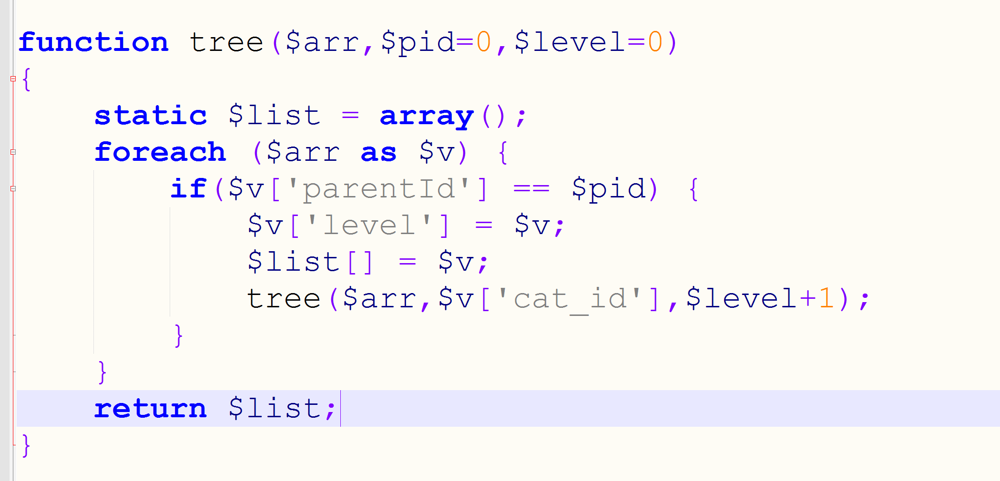 function tree($arr,$pid=0,$level=0)
{
    static $list = array();
    foreach ($arr as $v) {
        if($v['parentId'] == $pid) {
            $v['level'] = $v;
            $list[] = $v;
            tree($arr,$v['cat_id'],$level+1);
        }
    }
    return $list;
}